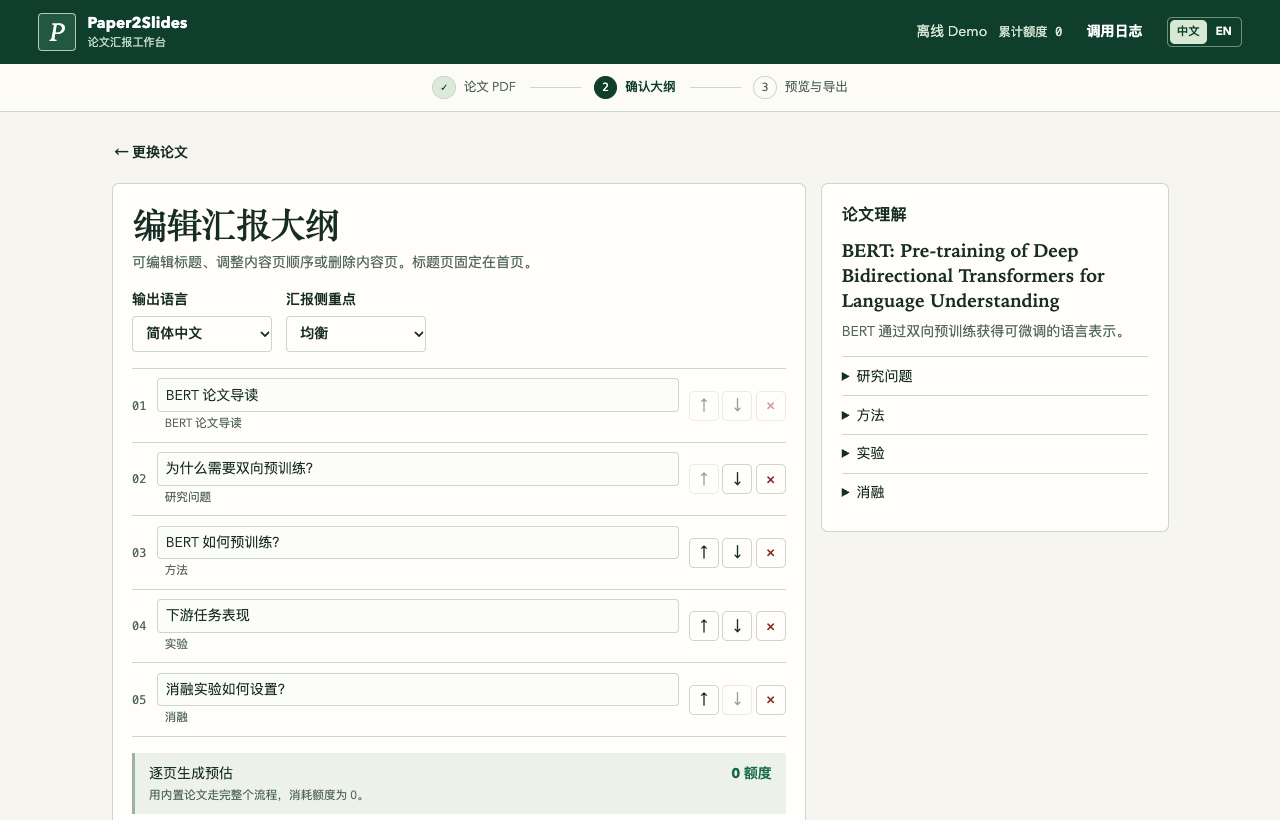 P
Paper2Slides
论文汇报工作台
离线 Demo 累计额度 0 调用日志 中文 EN
✓ 论文 PDF 2 确认大纲 3 预览与导出
← 更换论文
编辑汇报大纲
可编辑标题、调整内容页顺序或删除内容页。标题页固定在首页。
输出语言 汇报侧重点
简体中文 均衡
01 BERT 论文导读 ↑ ↓ ×
BERT 论文导读
02 为什么需要双向预训练? ↑ ↓ ×
研究问题
03 BERT 如何预训练? ↑ ↓ ×
方法
04 下游任务表现 ↑ ↓ ×
实验
05 消融实验如何设置? ↑ ↓ ×
消融
逐页生成预估 0 额度
用内置论文走完整个流程，消耗额度为 0。
论文理解
BERT: Pre-training of Deep
Bidirectional Transformers for
Language Understanding
BERT 通过双向预训练获得可微调的语言表示。
▶ 研究问题
▶ 方法
▶ 实验
▶ 消融